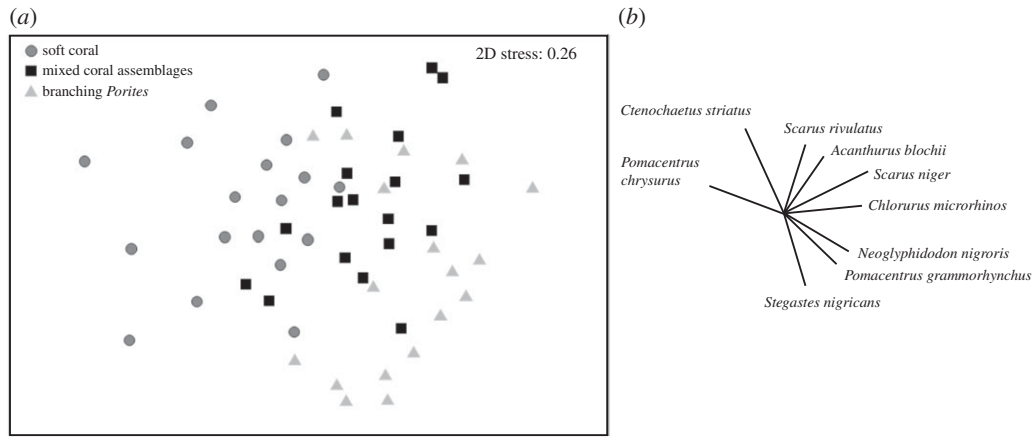 (a)
soft coral
mixed coral assemblages
branching Porites
2D stress: 0.26
(b)
Ctenochaetus striatus
Scarus rivulatus
Acanthurus blochii
Pomacentrus
chrysurus
Scarus niger
Chlorurus microrhinos
Neoglyphidodon nigroris
Pomacentrus grammorhynchus
Stegastes nigricans